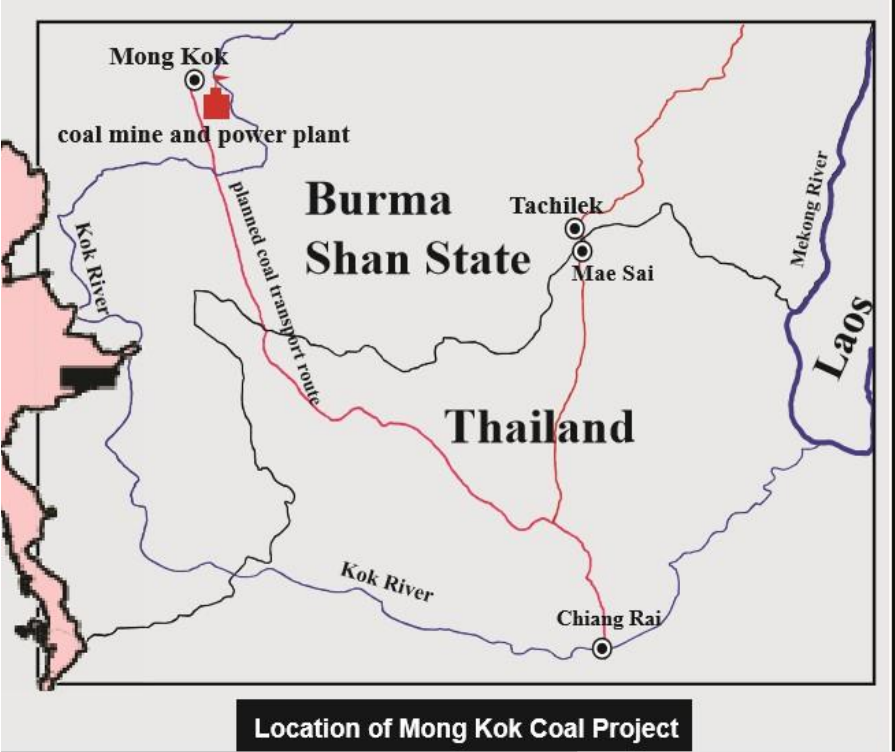 Mong Kok
coal mine and power plant
planned coal transport route
Burma
Shan State
Tachilek
Mae Sai
Mekong River
Laos
Kok River
Thailand
Kok River
Chiang Rai
Location of Mong Kok Coal Project